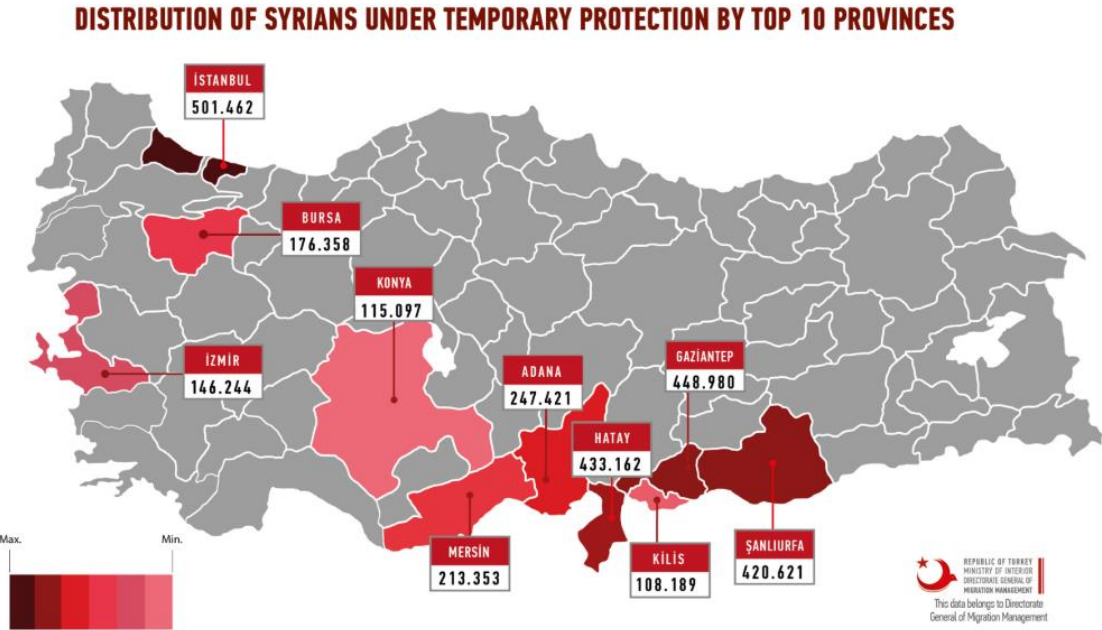 DISTRIBUTION OF SYRIANS UNDER TEMPORARY PROTECTION BY TOP 10 PROVINCES
İSTANBUL
501.462
BURSA
176.358
KONYA
115.097
İZMİR
146.244
ADANA
247.421
GAZİANTEP
448.980
HATAY
433.162
MERSİN
213.353
KİLİS
108.189
ŞANLIURFA
420.621
Max.
Min.
REPUBLIC OF TURKEY
MINISTRY OF INTERIOR
DIRECTORATE GENERAL OF
MIGRATION MANAGEMENT
This data belongs to Directorate
General of Migration Management